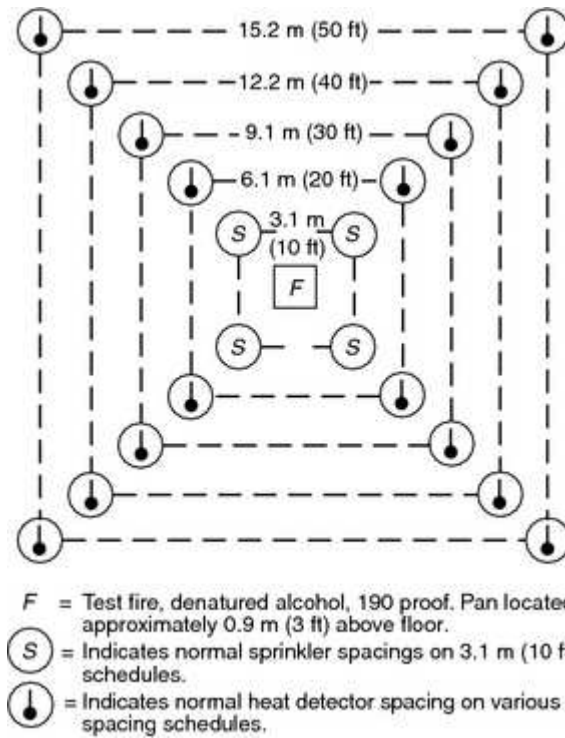 15.2 m (50 ft)
12.2 m (40 ft)
9.1 m (30 ft)
6.1 m (20 ft)
S 3.1 m S
(10 ft)
F
S S
F = Test fire, denatured alcohol, 190 proof. Pan located
approximately 0.9 m (3 ft) above floor.
S = Indicates normal sprinkler spacings on 3.1 m (10 ft
schedules.
= Indicates normal heat detector spacing on various
spacing schedules.